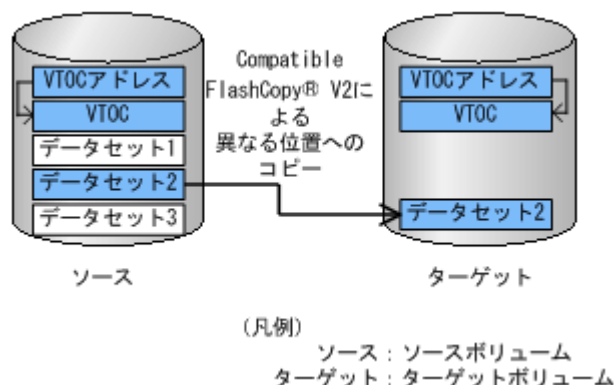 VTOCアドレス
VTOC
データセット1
データセット2
データセット3
ソース
Compatible
FlashCopy® V2に
よる
異なる位置への
コピー
VTOCアドレス
VTOC
データセット2
ターゲット
(凡例)
ソース:ソースボリューム
ターゲット:ターゲットボリューム